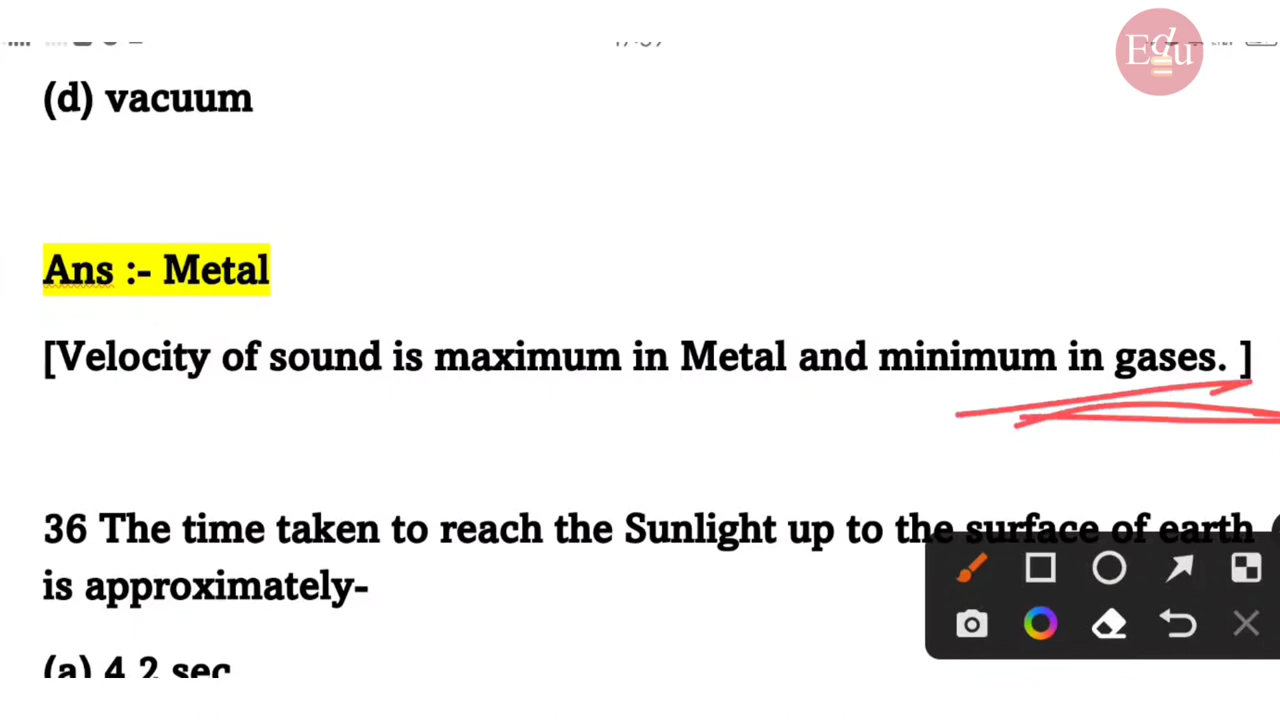 Edu
(d) vacuum
Ans :- Metal
[Velocity of sound is maximum in Metal and minimum in gases. ]
36 The time taken to reach the Sunlight up to the surface of earth
is approximately-
(a) 4.2 sec